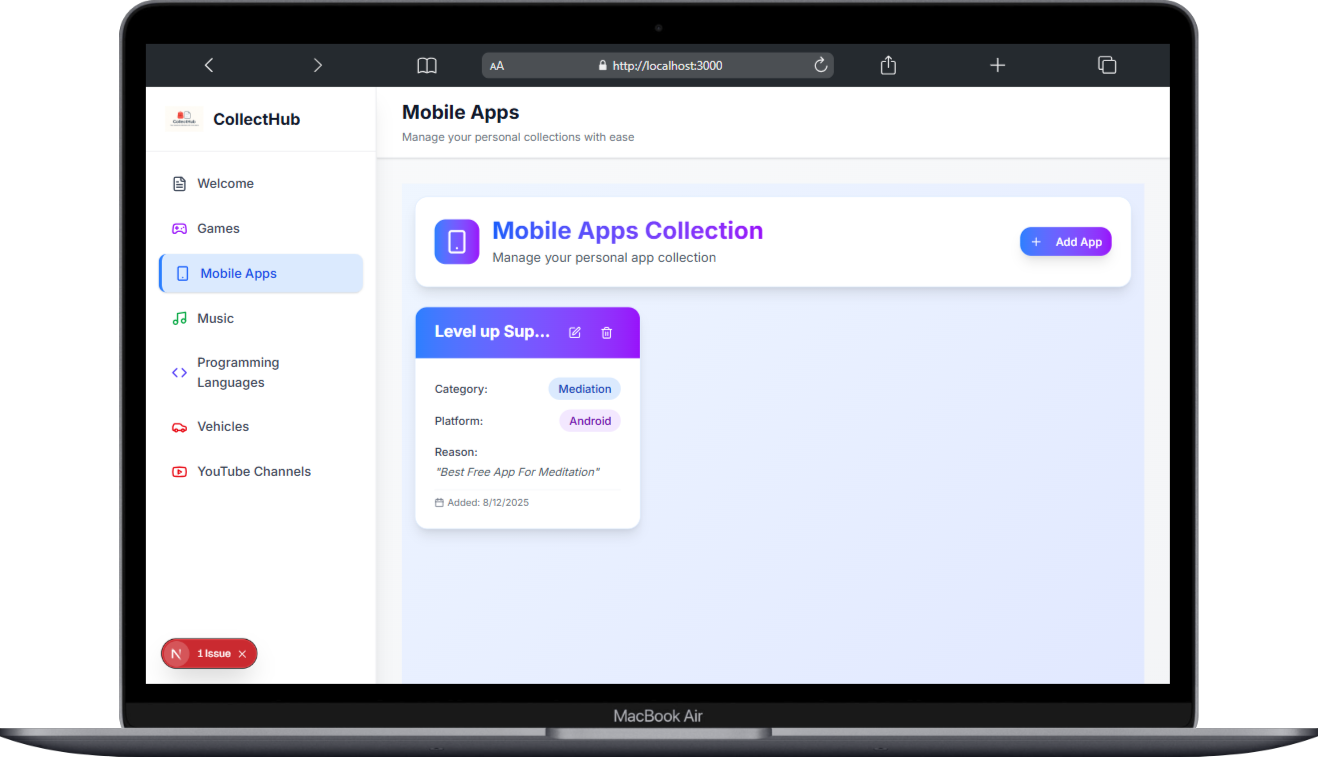 AA
http://localhost:3000
CollectHub
CollectHub
Mobile Apps
Manage your personal collections with ease
Welcome
Games
Mobile Apps
Music
Programming
Languages
Vehicles
YouTube Channels
N
1 Issue
Mobile Apps Collection
Manage your personal app collection
+ Add App
Level up Sup...
Category:
Mediation
Platform:
Android
Reason:
"Best Free App For Meditation"
Added: 8/12/2025
MacBook Air